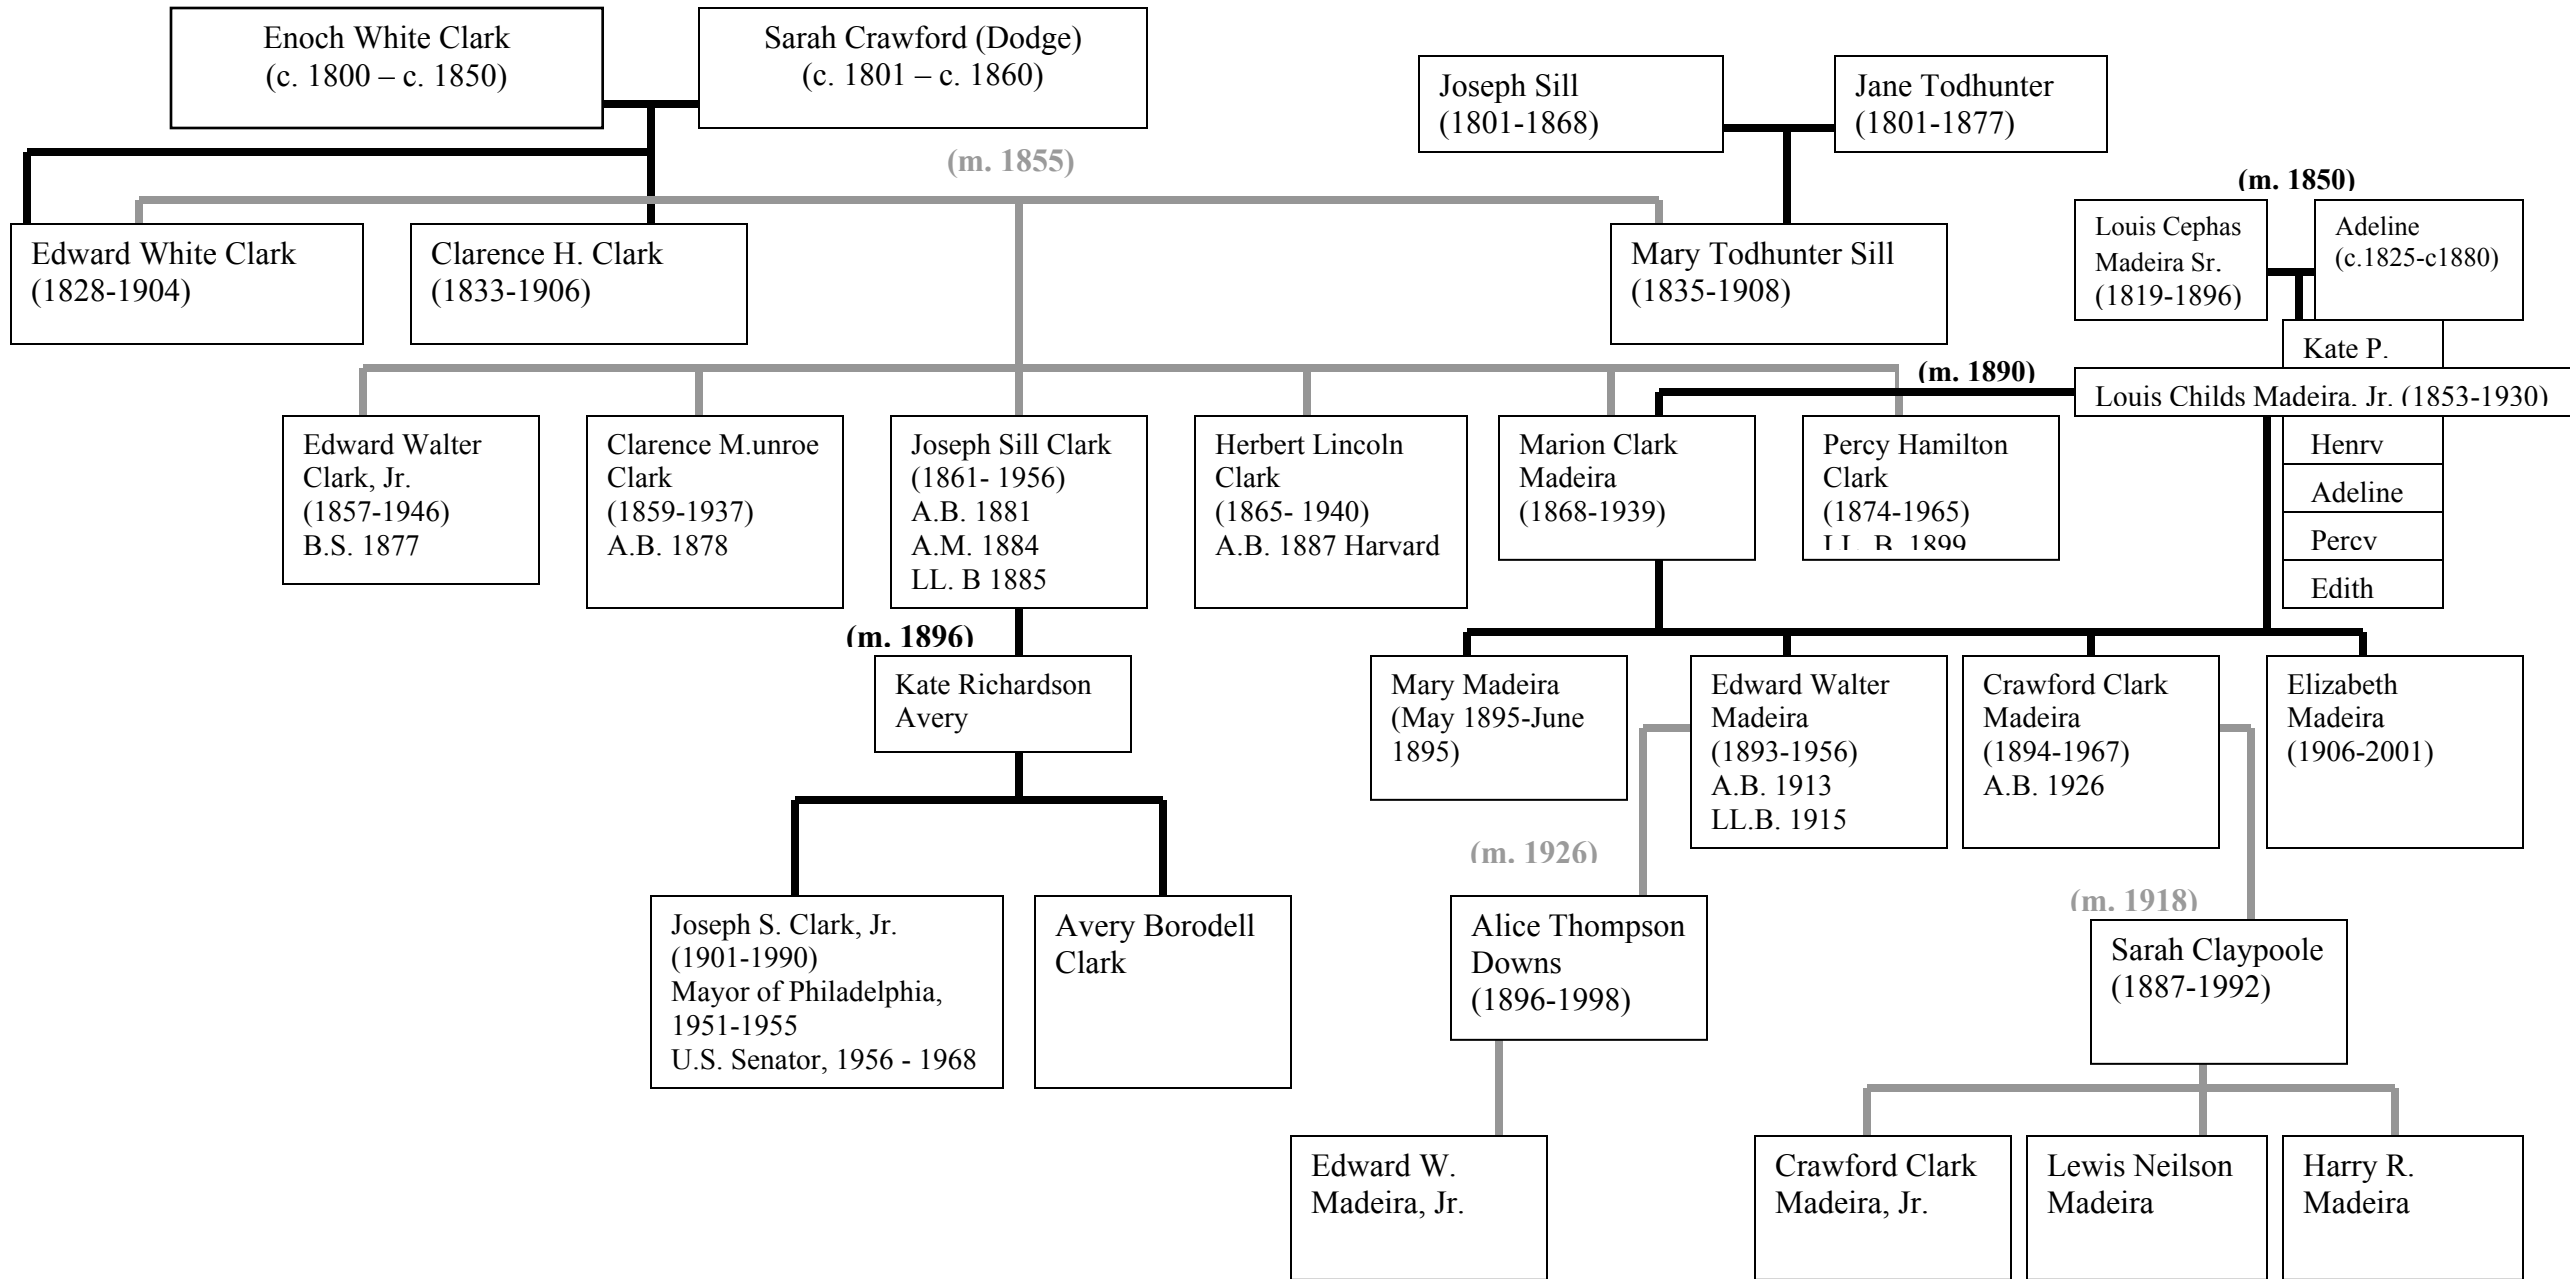 Enoch White Clark
(c. 1800 – c. 1850)
Sarah Crawford (Dodge)
(c. 1801 – c. 1860)
Joseph Sill
(1801-1868)
Jane Todhunter
(1801-1877)
(m. 1855)
(m. 1850)
Edward White Clark
(1828-1904)
Clarence H. Clark
(1833-1906)
Mary Todhunter Sill
(1835-1908)
Louis Cephas
Madeira Sr.
(1819-1896)
Adeline
(c.1825-c1880)
Kate P.
(m. 1890)
Louis Childs Madeira, Jr. (1853-1930)
Henry
Adeline
Percy
Edith
Edward Walter
Clark, Jr.
(1857-1946)
B.S. 1877
Clarence M.unroe
Clark
(1859-1937)
A.B. 1878
Joseph Sill Clark
(1861- 1956)
A.B. 1881
A.M. 1884
LL. B 1885
Herbert Lincoln
Clark
(1865- 1940)
A.B. 1887 Harvard
Marion Clark
Madeira
(1868-1939)
Percy Hamilton
Clark
(1874-1965)
LL. B. 1899
(m. 1896)
Kate Richardson
Avery
Mary Madeira
(May 1895-June
1895)
Edward Walter
Madeira
(1893-1956)
A.B. 1913
LL.B. 1915
Crawford Clark
Madeira
(1894-1967)
A.B. 1926
Elizabeth
Madeira
(1906-2001)
(m. 1926)
(m. 1918)
Joseph S. Clark, Jr.
(1901-1990)
Mayor of Philadelphia,
1951-1955
U.S. Senator, 1956 - 1968
Avery Borodell
Clark
Alice Thompson
Downs
(1896-1998)
Sarah Claypoole
(1887-1992)
Edward W.
Madeira, Jr.
Crawford Clark
Madeira, Jr.
Lewis Neilson
Madeira
Harry R.
Madeira